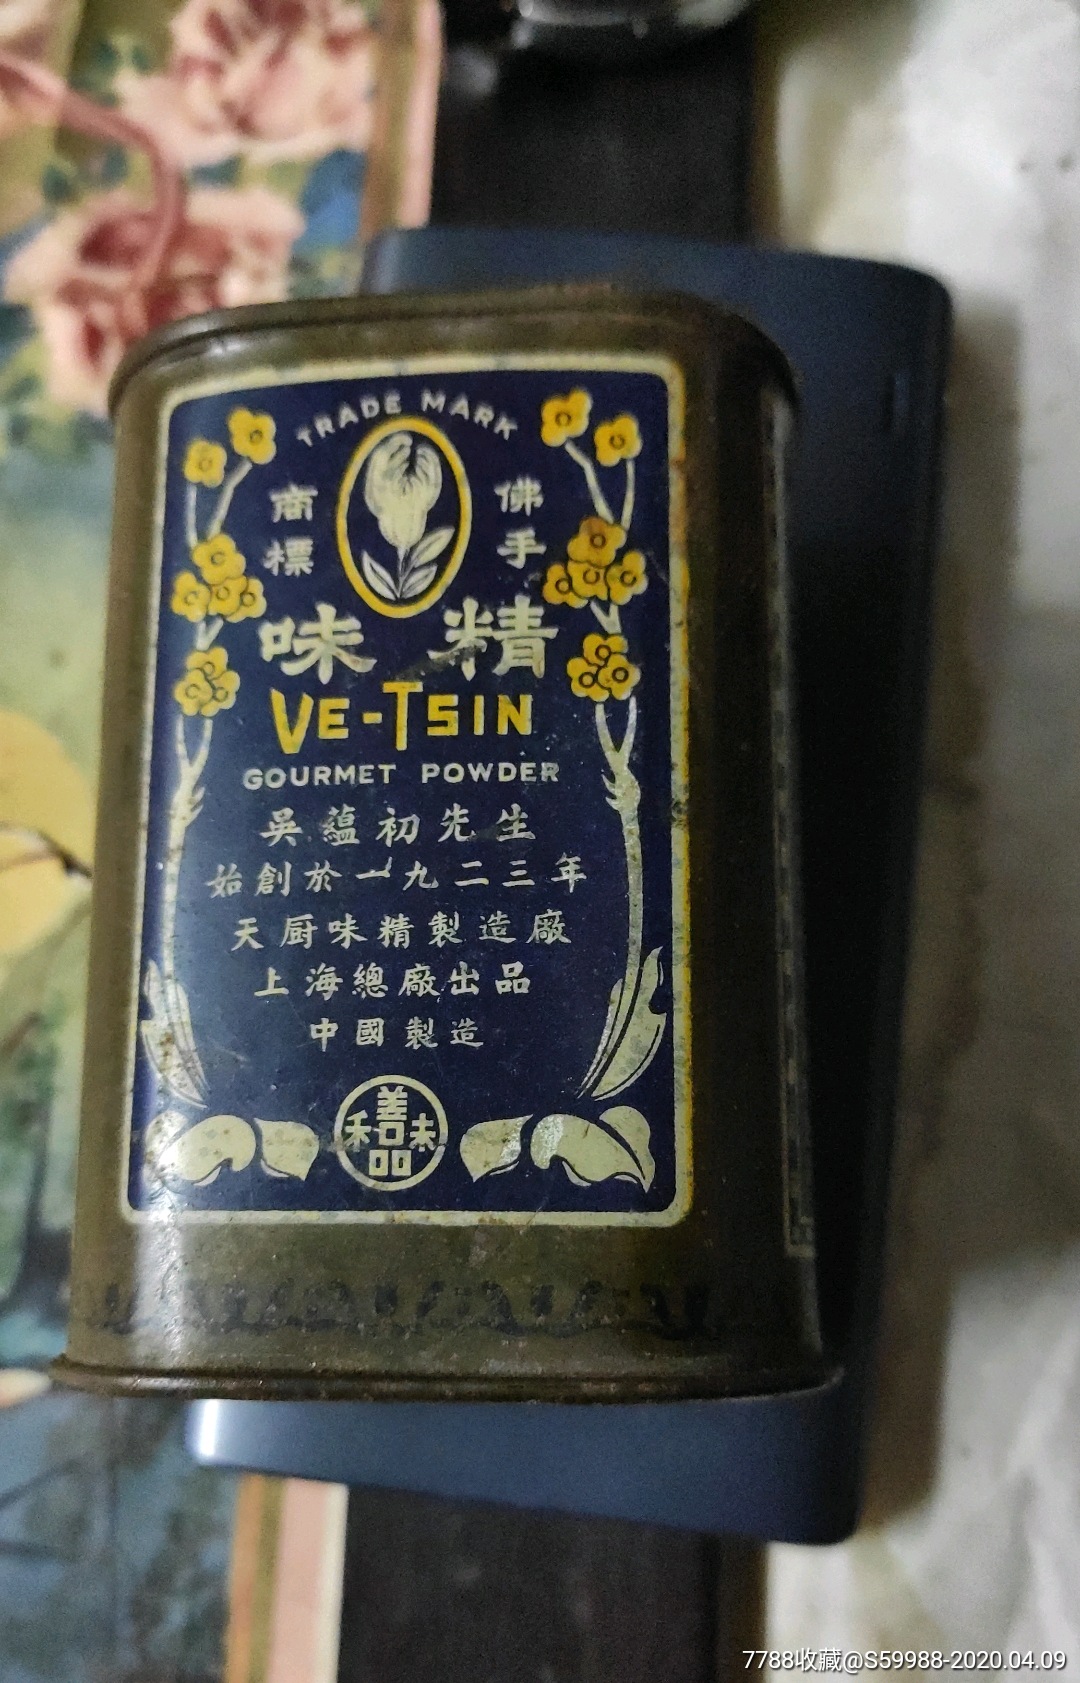 TRADE MARK
佛手
商標
味精
VE-TSIN
GOURMET POWDER
吳蘊初先生
始創於一九二三年
天厨味精製造廠
上海總廠出品
中國製造
7788收藏@S59988-2020.04.09